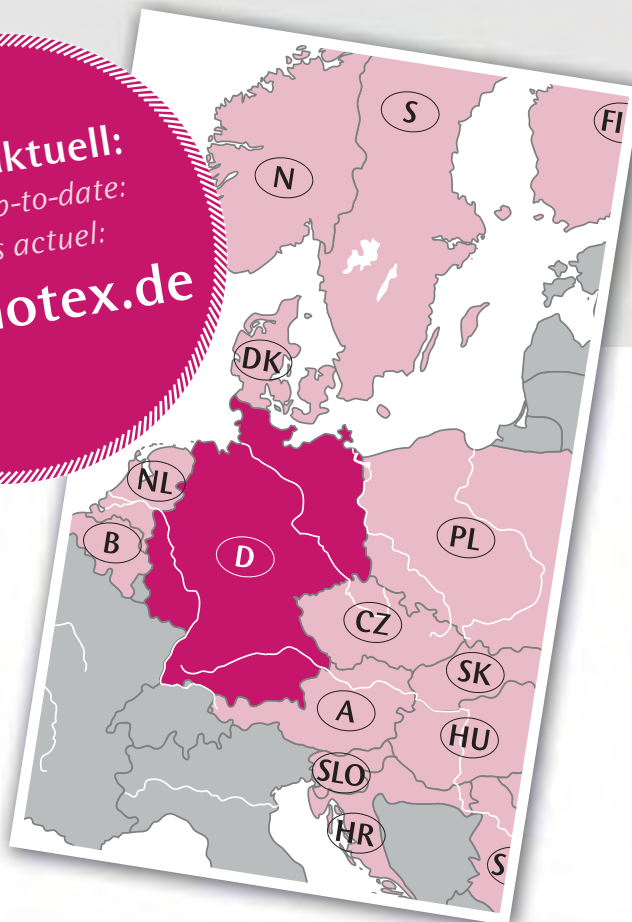 ktuell:
o-to-date:
s actuel:
otex.de
S
FI
N
DK
NL
B
D
PL
CZ
SK
A
HU
SLO
HR
S